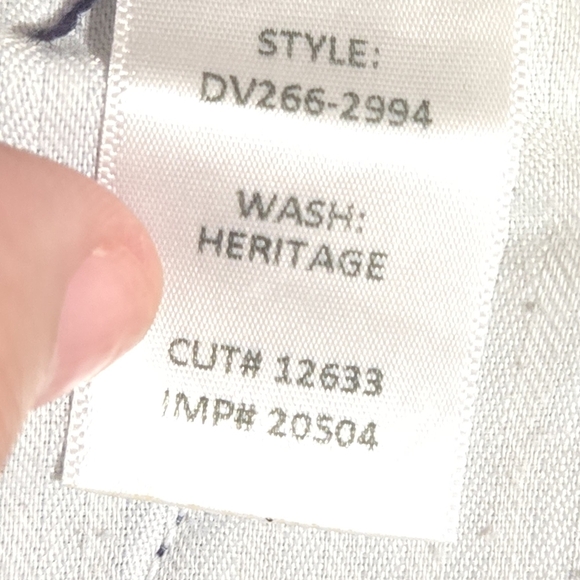 STYLE:
DV266-2994
WASH:
HERITAGE
CUT# 12633
IMP# 20504